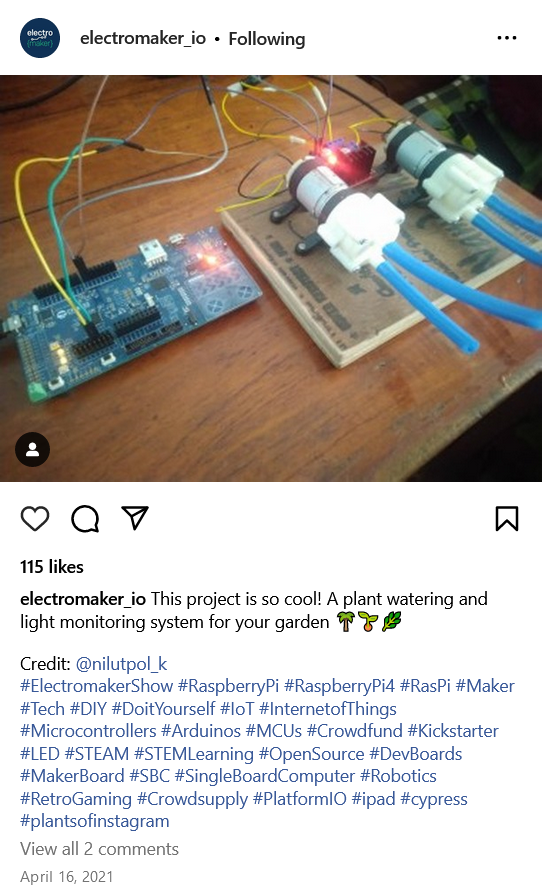 electro
{maker}
electromaker_io • Following
115 likes
electromaker_io This project is so cool! A plant watering and
light monitoring system for your garden 🌴🌱🌿
Credit: @nilutpol_k
#ElectromakerShow #RaspberryPi #RaspberryPi4 #RasPi #Maker
#Tech #DIY #DoitYourself #IoT #InternetofThings
#Microcontrollers #Arduinos #MCUs #Crowdfund #Kickstarter
#LED #STEAM #STEMLearning #OpenSource #DevBoards
#MakerBoard #SBC #SingleBoardComputer #Robotics
#RetroGaming #Crowdsupply #PlatformIO #ipad #cypress
#plantsofinstagram
View all 2 comments
April 16, 2021